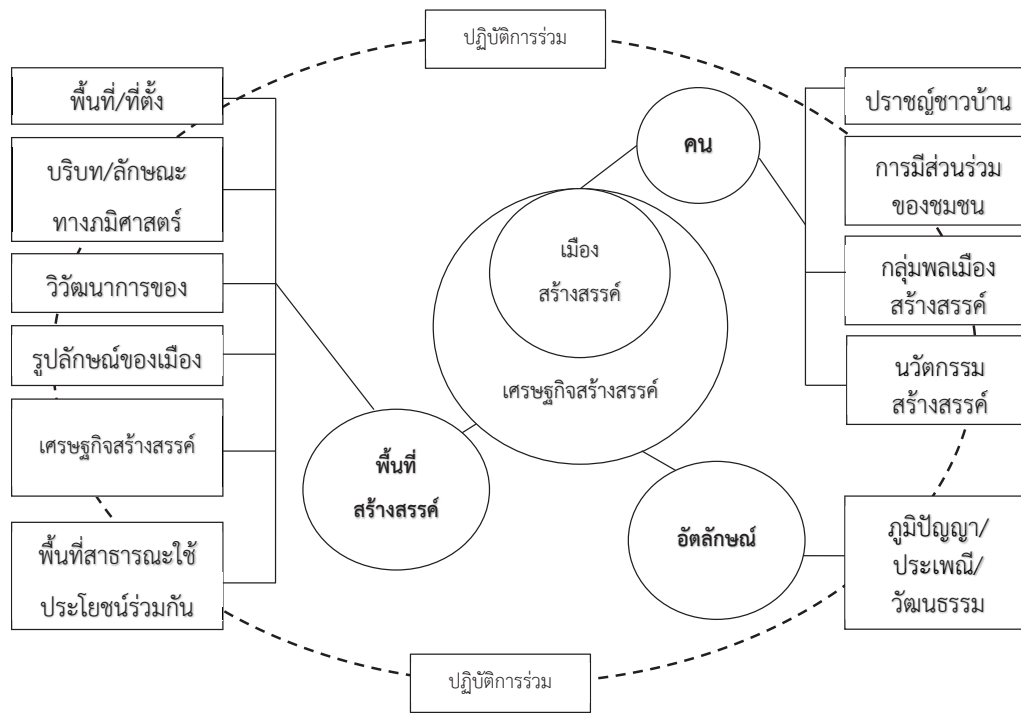 ปฏิบัติการร่วม
พื้นที่/ที่ตั้ง
บริบท/ลักษณะ
ทางภมิศาสตร์
วิวัฒนาการของ
รูปลักษณ์ของเมือง
เศรษฐกิจสร้างสรรค์
พื้นที่สาธารณะใช้
ประโยชน์ร่วมกัน
พื้นที่
สร้างสรรค์
เมือง
สร้างสรรค์
เศรษฐกิจสร้างสรรค์
คน
อัตลักษณ์
ปราชญ์ชาวบ้าน
การมีส่วนร่วม
ของชมชน
กลุ่มพลเมือง
สร้างสรรค์
นวัตกรรม
สร้างสรรค์
ภูมิปัญญา/
ประเพณี/
วัฒนธรรม
ปฏิบัติการร่วม